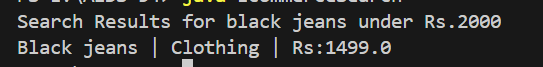 Search Results for black jeans under Rs.2000
Black jeans | Clothing | Rs:1499.0